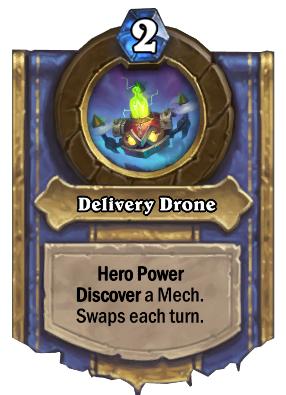 2
Delivery Drone
Hero Power
Discover a Mech.
Swaps each turn.